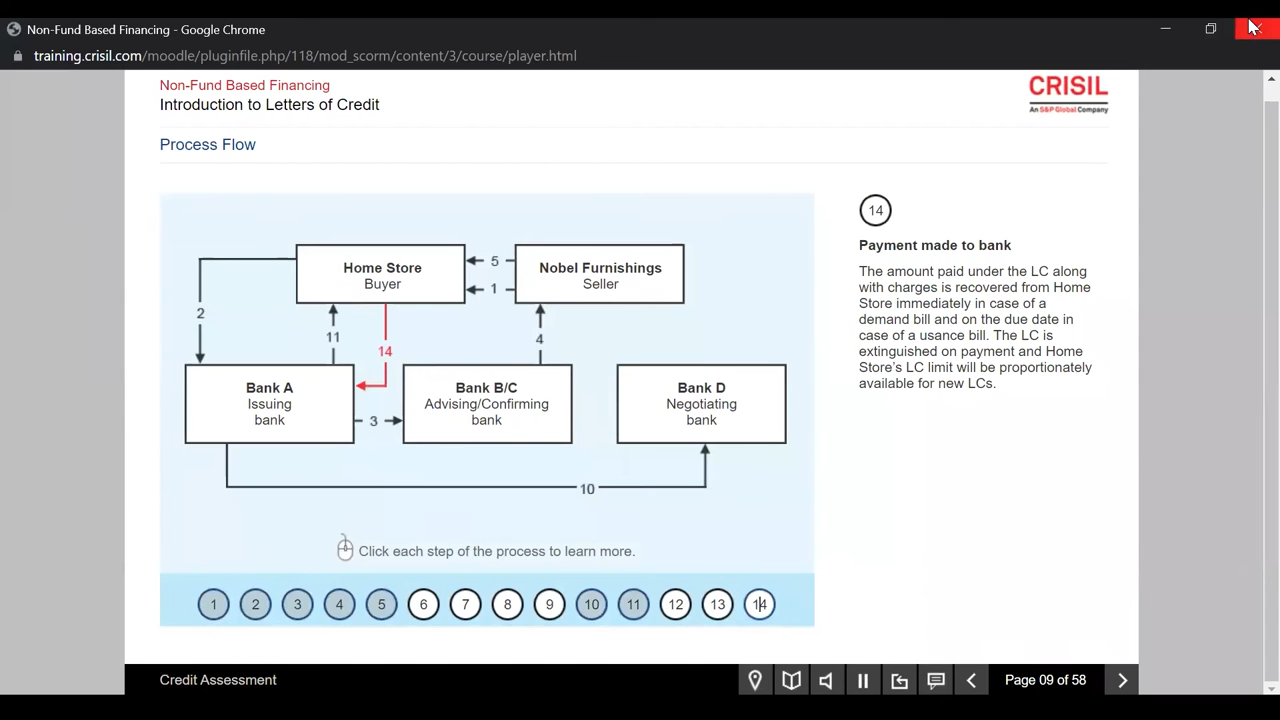 Non-Fund Based Financing - Google Chrome
training.crisil.com/moodle/pluginfile.php/118/mod_scorm/content/3/course/player.html
Non-Fund Based Financing
Introduction to Letters of Credit
CRISIL
An S&P Global Company
Process Flow
14
Payment made to bank
The amount paid under the LC along
with charges is recovered from Home
Store immediately in case of a
demand bill and on the due date in
case of a usance bill. The LC is
extinguished on payment and Home
Store's LC limit will be proportionately
available for new LCs.
Home Store
Buyer
5
1
Nobel Furnishings
Seller
2
11
14
4
Bank A
Issuing
bank
3
Bank B/C
Advising/Confirming
bank
Bank D
Negotiating
bank
10
Click each step of the process to learn more.
1 2 3 4 5 6 7 8 9 10 11 12 13 14
Credit Assessment
Page 09 of 58